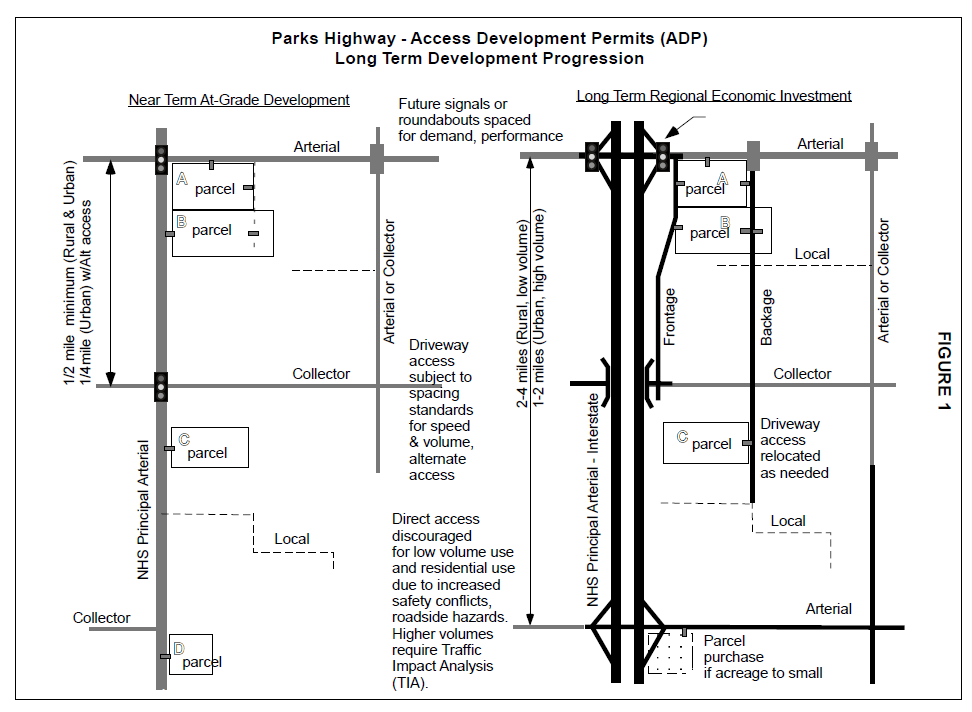 Parks Highway - Access Development Permits (ADP)
Long Term Development Progression
Near Term At-Grade Development
Future signals or
roundabouts spaced
for demand, performance
Long Term Regional Economic Investment
Arterial
A
parcel
B
parcel
1/2 mile minimum (Rural & Urban)
1/4mile (Urban) w/Alt access
Arterial or Collector
Collector
Driveway
access
subject to
spacing
standards
for speed
& volume,
alternate
access
C
parcel
NHS Principal Arterial
Local
Collector
D
parcel
Direct access
discouraged
for low volume use
and residential use
due to increased
safety conflicts,
roadside hazards.
Higher volumes
require Traffic
Impact Analysis
(TIA).
Arterial
A
parcel
B
parcel
Local
2-4 miles (Rural, low volume)
1-2 miles (Urban, high volume)
Frontage
Backage
Arterial or Collector
Collector
C
parcel
Driveway
access
relocated
as needed
NHS Principal Arterial - Interstate
Local
Arterial
Parcel
purchase
if acreage to small
FIGURE 1